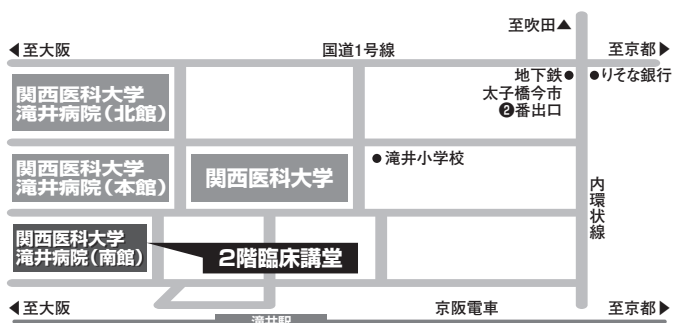 至吹田▲
◀至大阪
国道1号線
至京都▶
地下鉄●
太子橋今市
❷番出口
●りそな銀行
関西医科大学
滝井病院(北館)
関西医科大学
滝井病院(本館)
関西医科大学
●滝井小学校
内環状線
関西医科大学
滝井病院(南館)
2階臨床講堂
◀至大阪
京阪電車
至京都▶
滝井駅